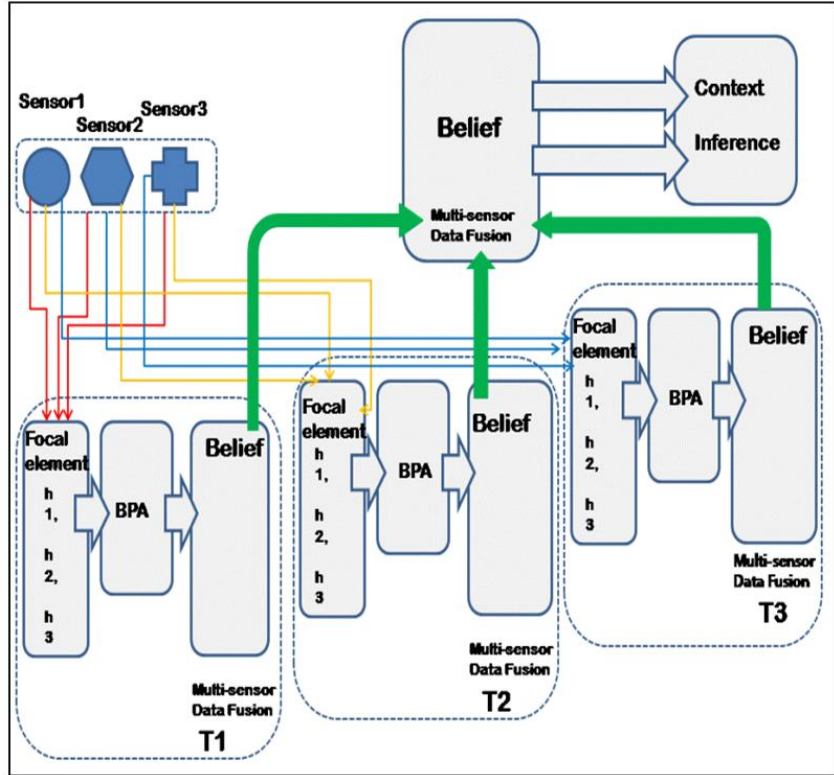 Sensor1
Sensor2
Sensor3
Belief
Multi-sensor
Data Fusion
Context
Inference
Focal
element
h
1,
h
2,
h
3
BPA
Belief
Multi-sensor
Data Fusion
T1
Focal
element
h
1,
h
2,
h
3
BPA
Belief
Multi-sensor
Data Fusion
T2
Focal
element
h
1,
h
2,
h
3
BPA
Belief
Multi-sensor
Data Fusion
T3